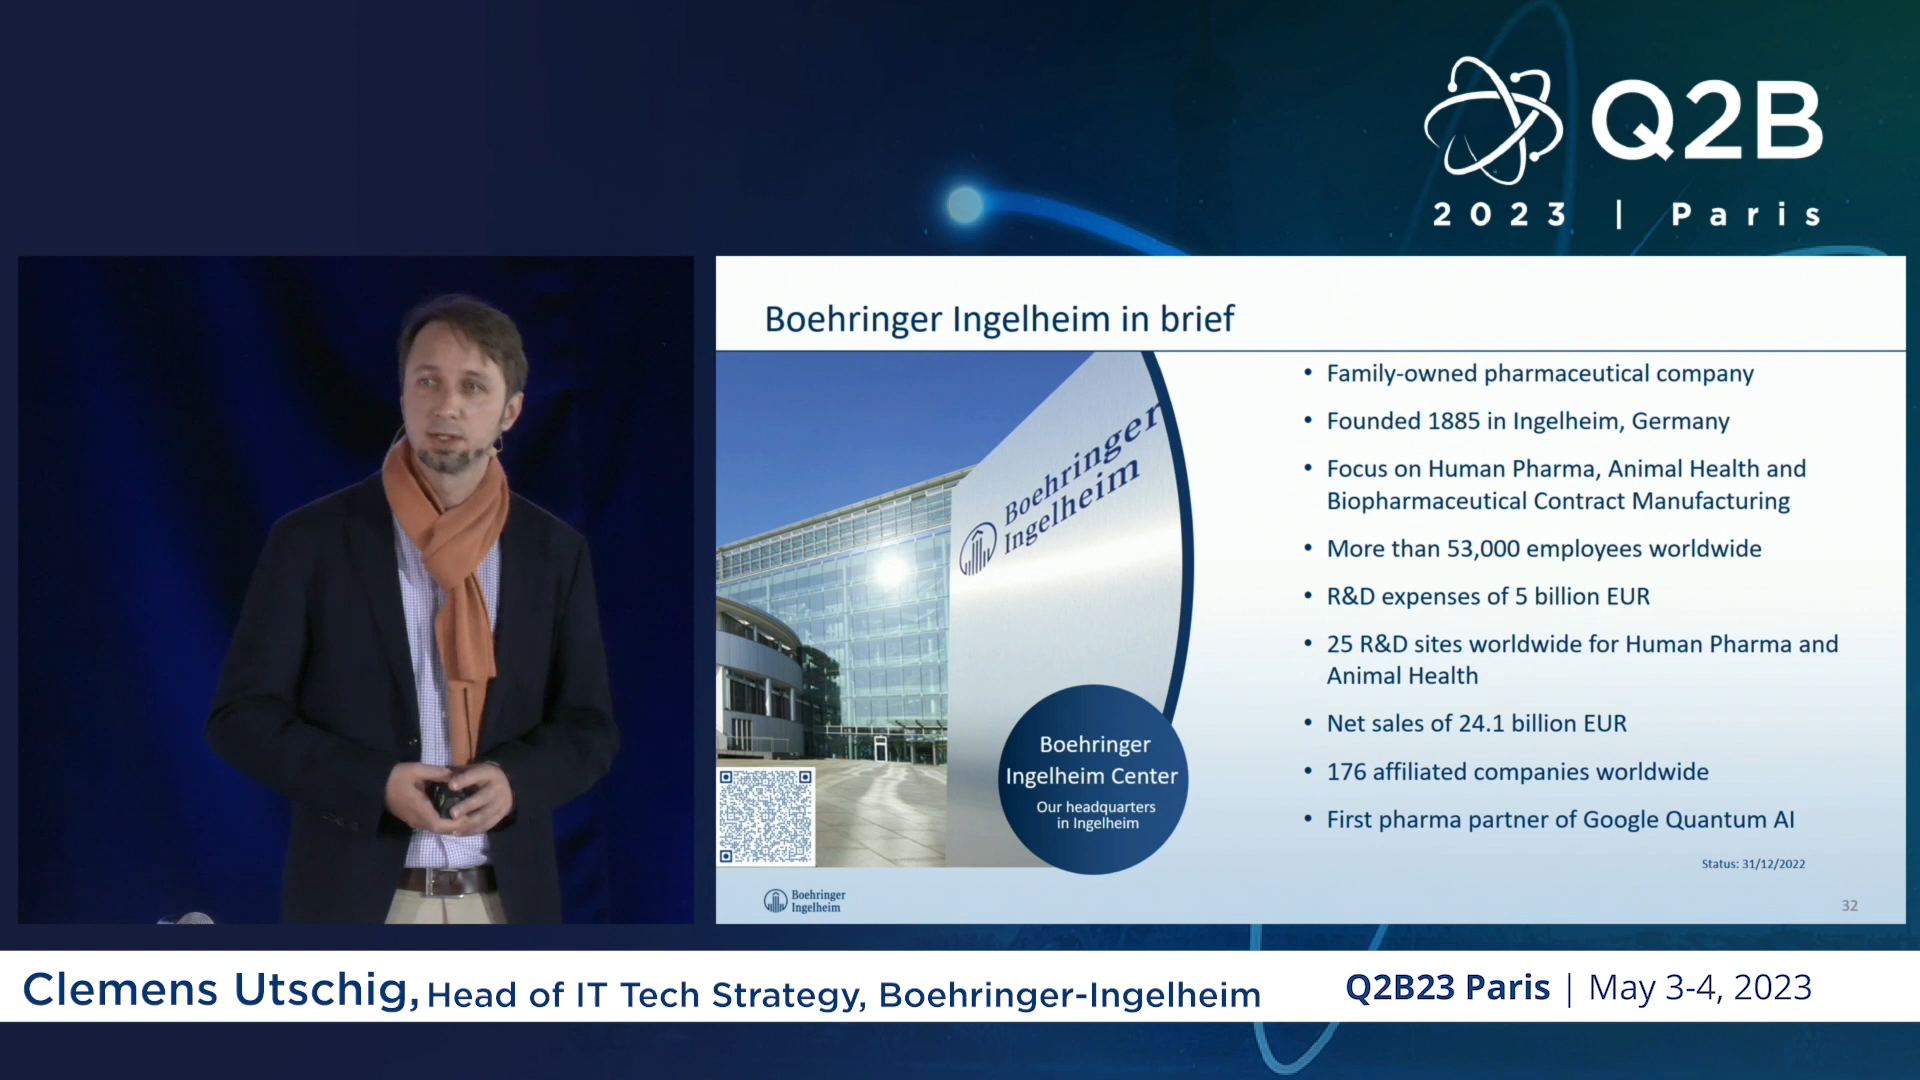 Q2B
2023 | Paris
Boehringer Ingelheim in brief
Boehringer
Ingelheim
Boehringer
Ingelheim Center
Our headquarters
in Ingelheim
• Family-owned pharmaceutical company
• Founded 1885 in Ingelheim, Germany
• Focus on Human Pharma, Animal Health and
Biopharmaceutical Contract Manufacturing
• More than 53,000 employees worldwide
• R&D expenses of 5 billion EUR
• 25 R&D sites worldwide for Human Pharma and
Animal Health
• Net sales of 24.1 billion EUR
• 176 affiliated companies worldwide
• First pharma partner of Google Quantum AI
Status: 31/12/2022
Boehringer
Ingelheim
32
Clemens Utschig, Head of IT Tech Strategy, Boehringer-Ingelheim
Q2B23 Paris | May 3-4, 2023